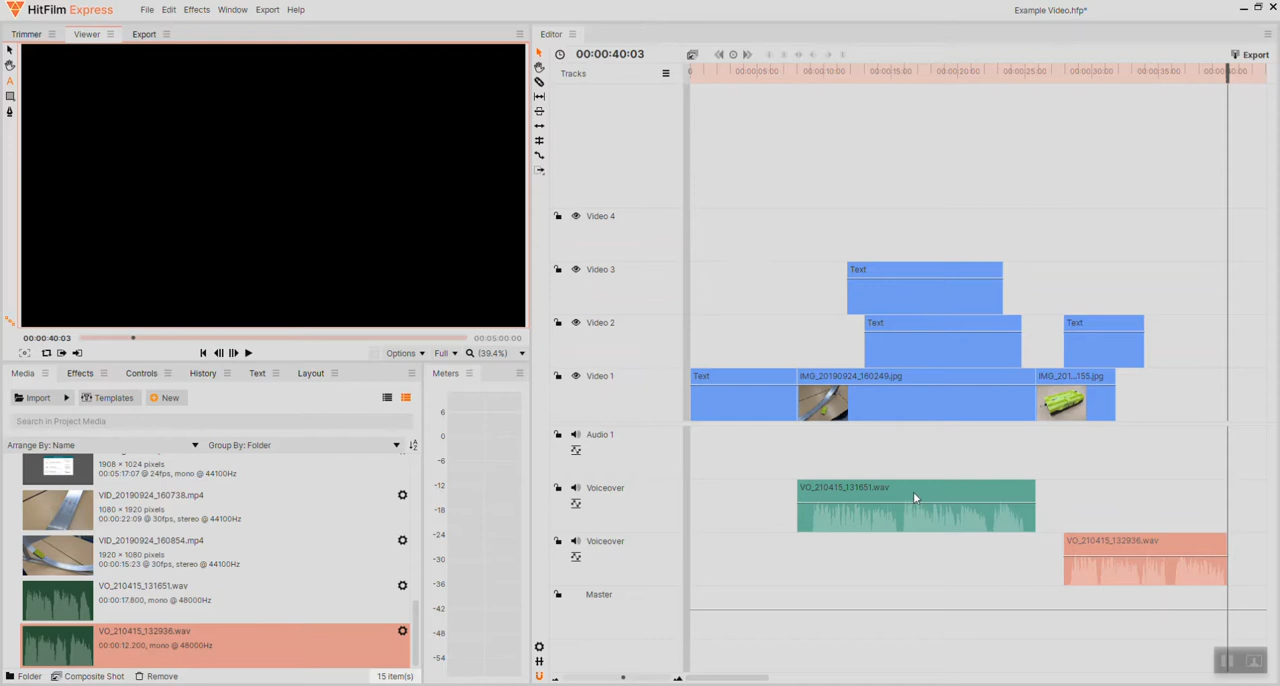 HitFilm Express
File Edit Effects Window Export Help
Example Video.hfp*
Trimmer Viewer Export
Editor
00:00:40:03
Export
Tracks
0 00:00:05:00 00:00:10:00 00:00:15:00 00:00:20:00 00:00:25:00 00:00:30:00 00:00:35:00
Video 4
Video 3
Text
Video 2
Text Text
Video 1
Text IMG_20190924_160249.jpg IMG_201...155.jpg
00:00:40:03
00:05:00:00
Options Full (39.4%)
Media Effects Controls History Text Layout
Meters
Import Templates New
Search in Project Media
Arrange By: Name Group By: Folder
1908 × 1024 pixels
00:05:17:07 @ 24fps, mono @ 44100Hz
VID_20190924_160738.mp4
1080 × 1920 pixels
00:00:22:09 @ 30fps, stereo @ 44100Hz
VID_20190924_160854.mp4
1920 × 1080 pixels
00:00:15:23 @ 30fps, stereo @ 44100Hz
VO_210415_131651.wav
00:00:17.800, mono @ 48000Hz
VO_210415_132936.wav
00:00:12.200, mono @ 48000Hz
Folder Composite Shot Remove 15 item(s)
6
0
-6
-12
-18
-24
-30
-36
-42
-48
-54
Audio 1
Voiceover
VO_210415_131651.wav
Voiceover
VO_210415_132936.wav
Master